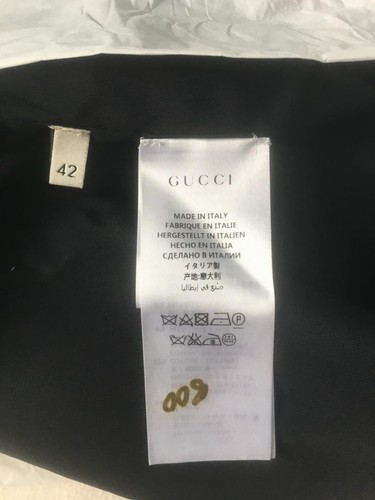 42
GUCCI
MADE IN ITALY
FABRIQUE EN ITALIE
HERGESTELLT IN ITALIEN
HECHO EN ITALIA
СДЕЛАНО В ИТАЛИИ
イタリア製
产地:意大利
صنع في إيطاليا
P
600